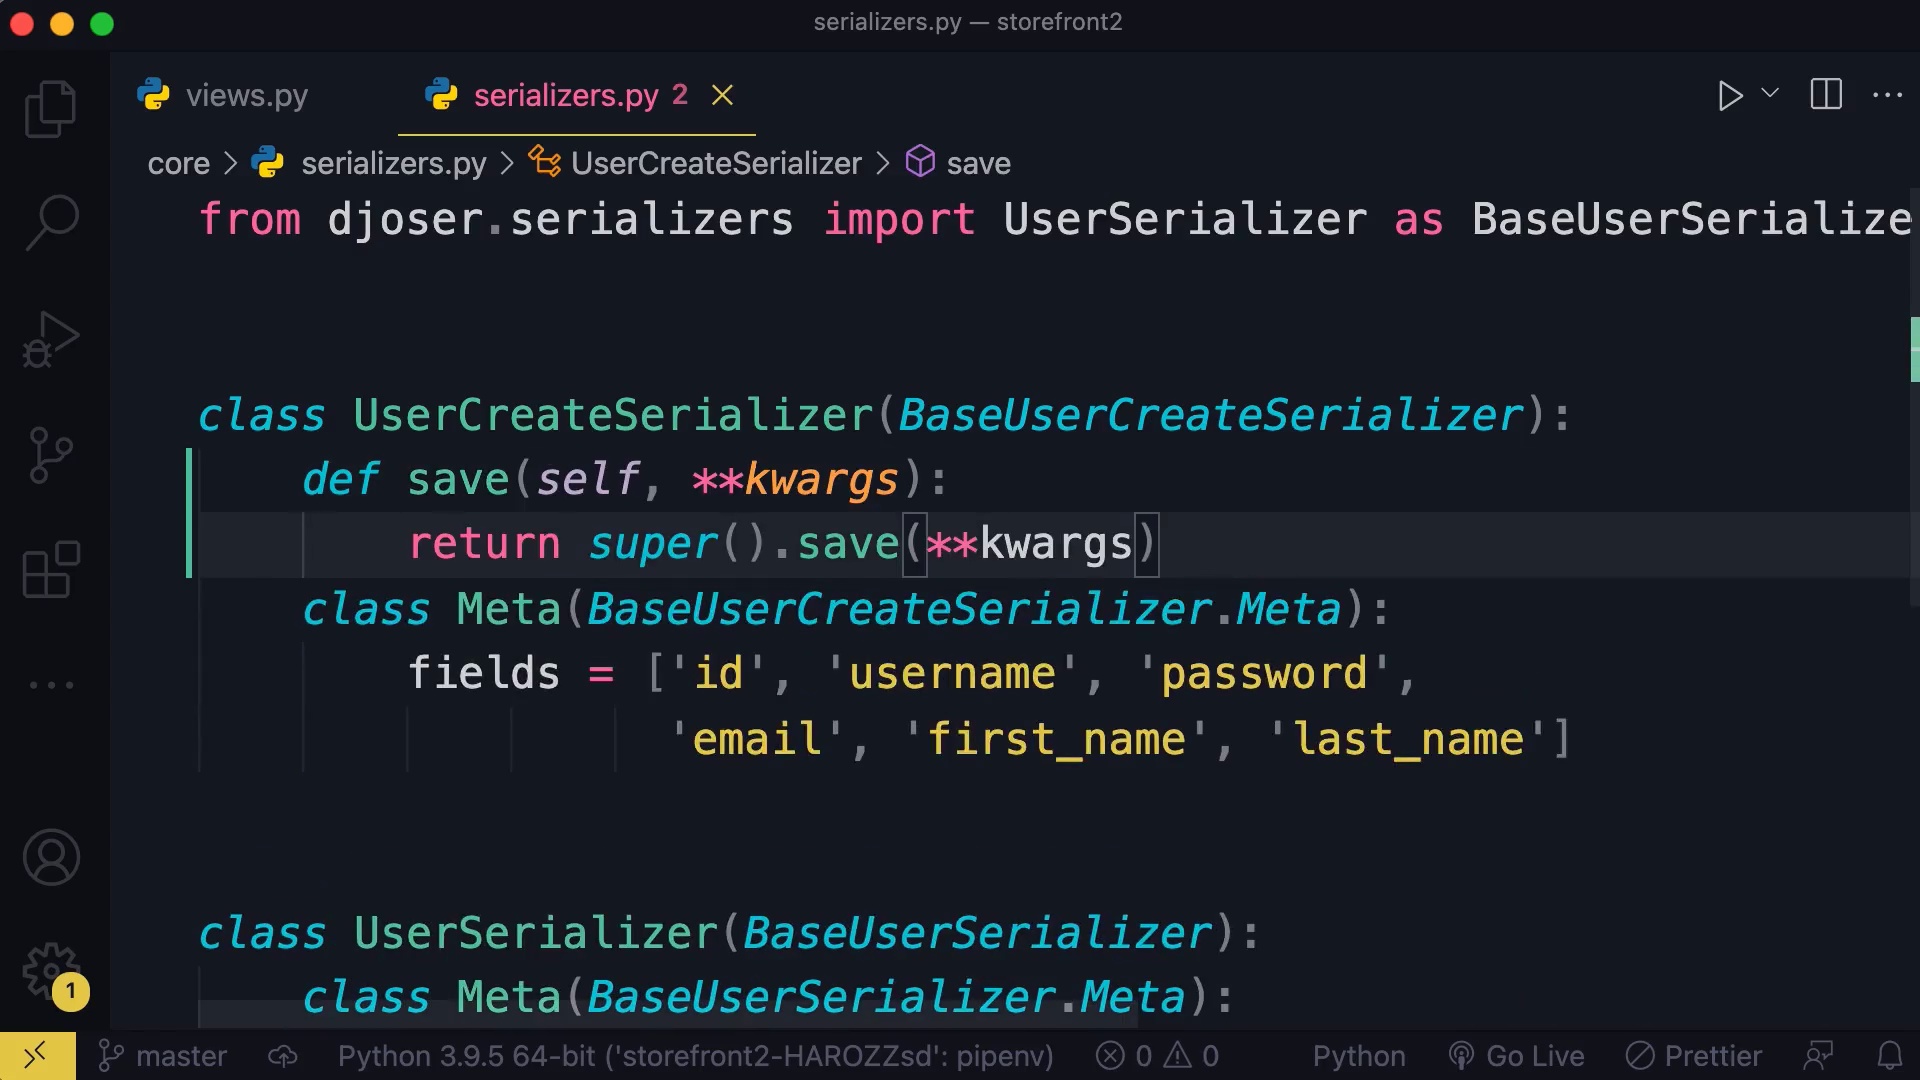 serializers.py — storefront2
views.py
serializers.py 2
core > serializers.py > UserCreateSerializer > save
from djoser.serializers import UserSerializer as BaseUserSerialize
class UserCreateSerializer(BaseUserCreateSerializer):
    def save(self, **kwargs):
        return super().save(**kwargs)
    class Meta(BaseUserCreateSerializer.Meta):
        fields = ['id', 'username', 'password',
                  'email', 'first_name', 'last_name']
class UserSerializer(BaseUserSerializer):
    class Meta(BaseUserSerializer.Meta):
1
master Python 3.9.5 64-bit ('storefront2-HAROZZsd': pipenv) 0 0 Python Go Live Prettier